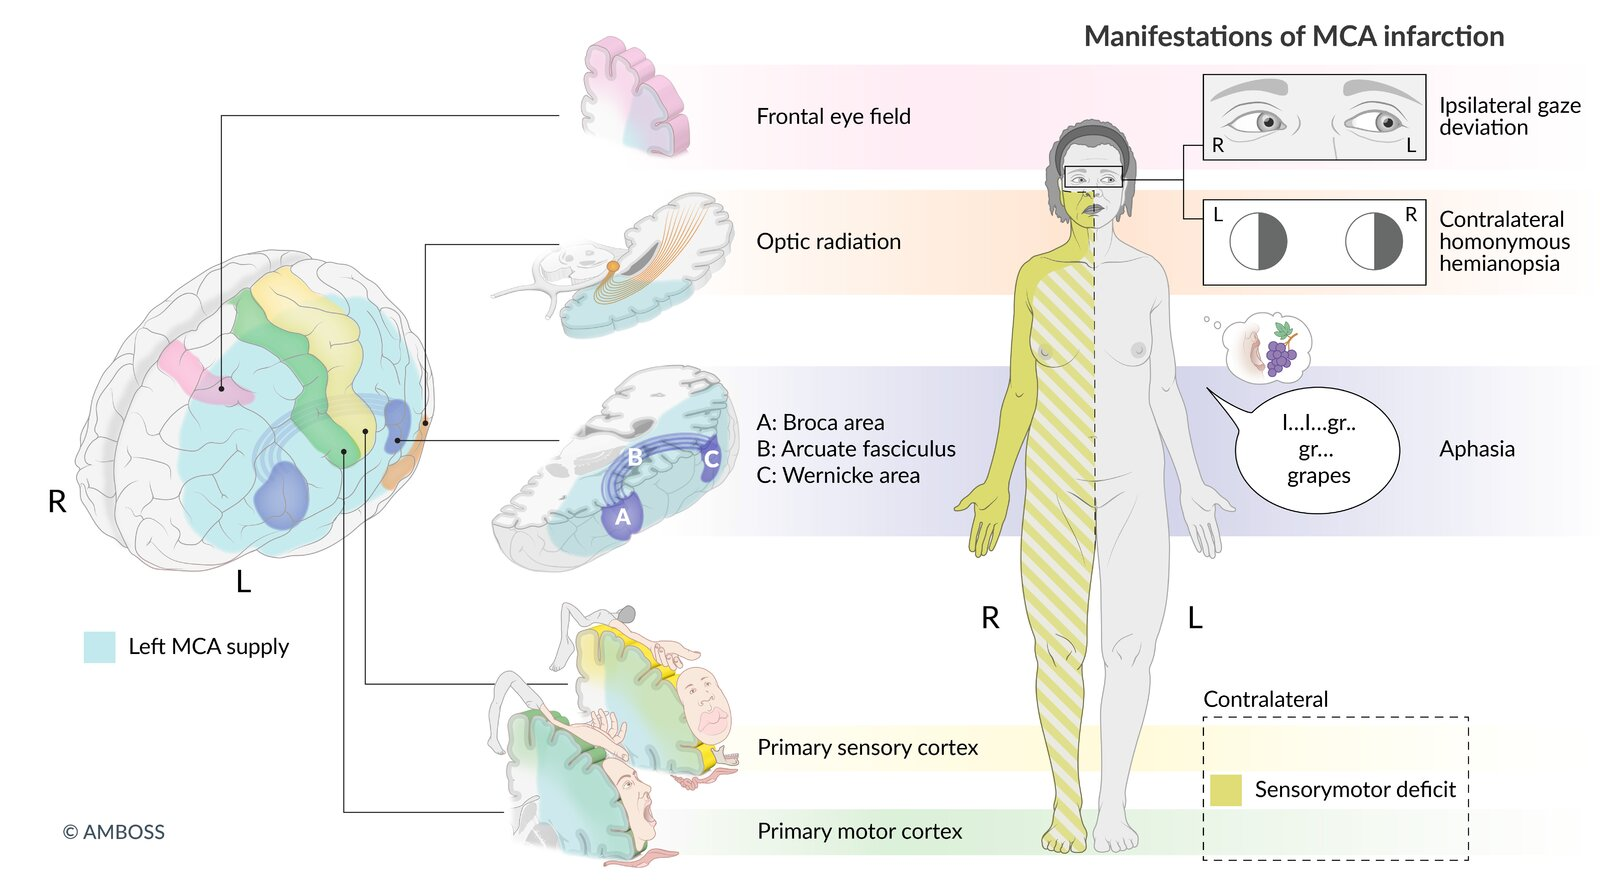 Manifestations of MCA infarction
Frontal eye field
R
L
Ipsilateral gaze
deviation
Optic radiation
L
R
Contralateral
homonymous
hemianopsia
A: Broca area
B: Arcuate fasciculus
C: Wernicke area
B
C
A
I...I...gr..
gr...
grapes
Aphasia
R
L
Left MCA supply
R
L
Contralateral
Primary sensory cortex
Sensorymotor deficit
Primary motor cortex
© AMBOSS